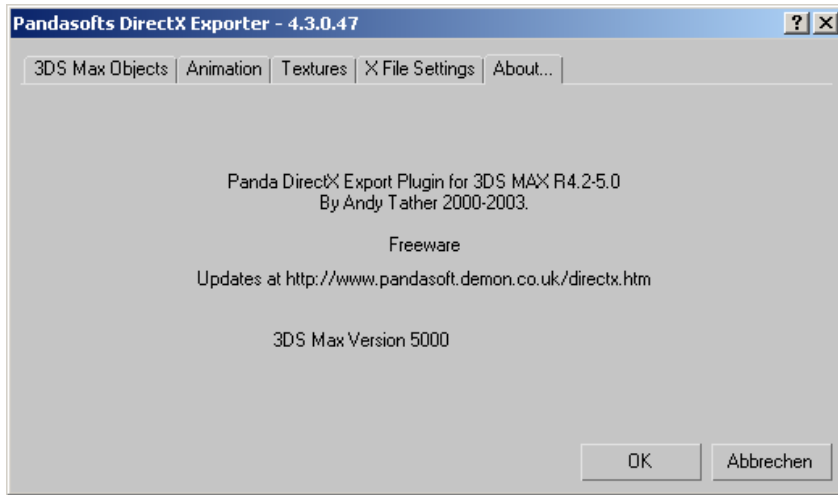 Pandasofts DirectX Exporter - 4.3.0.47
3DS Max Objects Animation Textures X File Settings About...
Panda DirectX Export Plugin for 3DS MAX R4.2-5.0
By Andy Tather 2000-2003.
Freeware
Updates at http://www.pandasoft.demon.co.uk/directx.htm
3DS Max Version 5000
OK Abbrechen